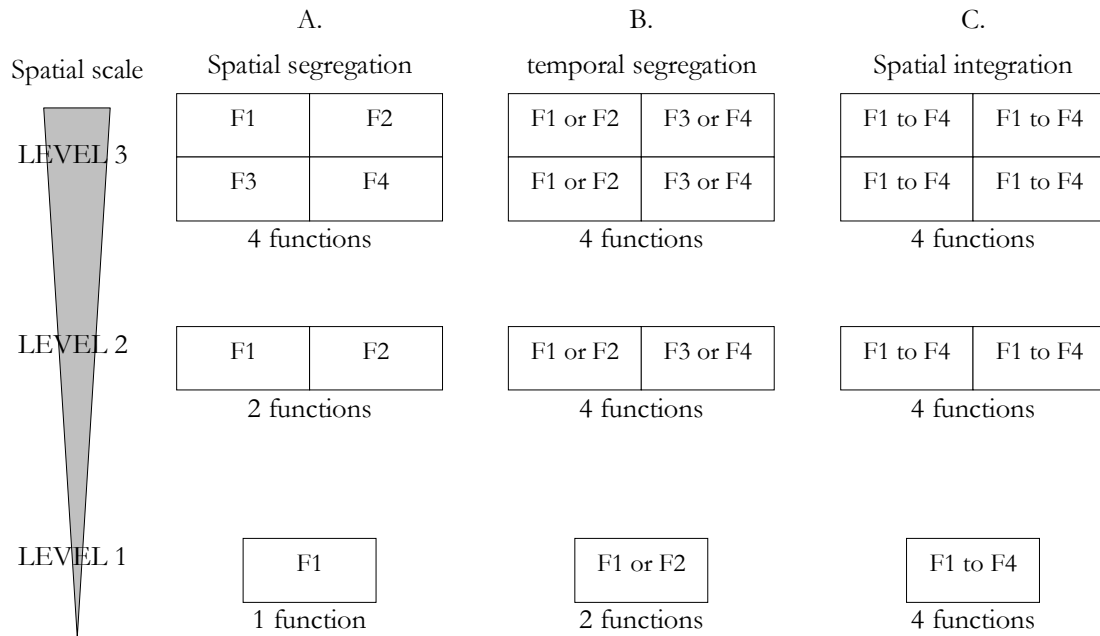 A. B. C.
Spatial scale Spatial segregation temporal segregation Spatial integration
F1 F2 F1 or F2 F3 or F4 F1 to F4 F1 to F4
LEVEL 3
F3 F4 F1 or F2 F3 or F4 F1 to F4 F1 to F4
4 functions 4 functions 4 functions
LEVEL 2 F1 F2 F1 or F2 F3 or F4 F1 to F4 F1 to F4
2 functions 4 functions 4 functions
LEVEL 1 F1 F1 or F2 F1 to F4
1 function 2 functions 4 functions